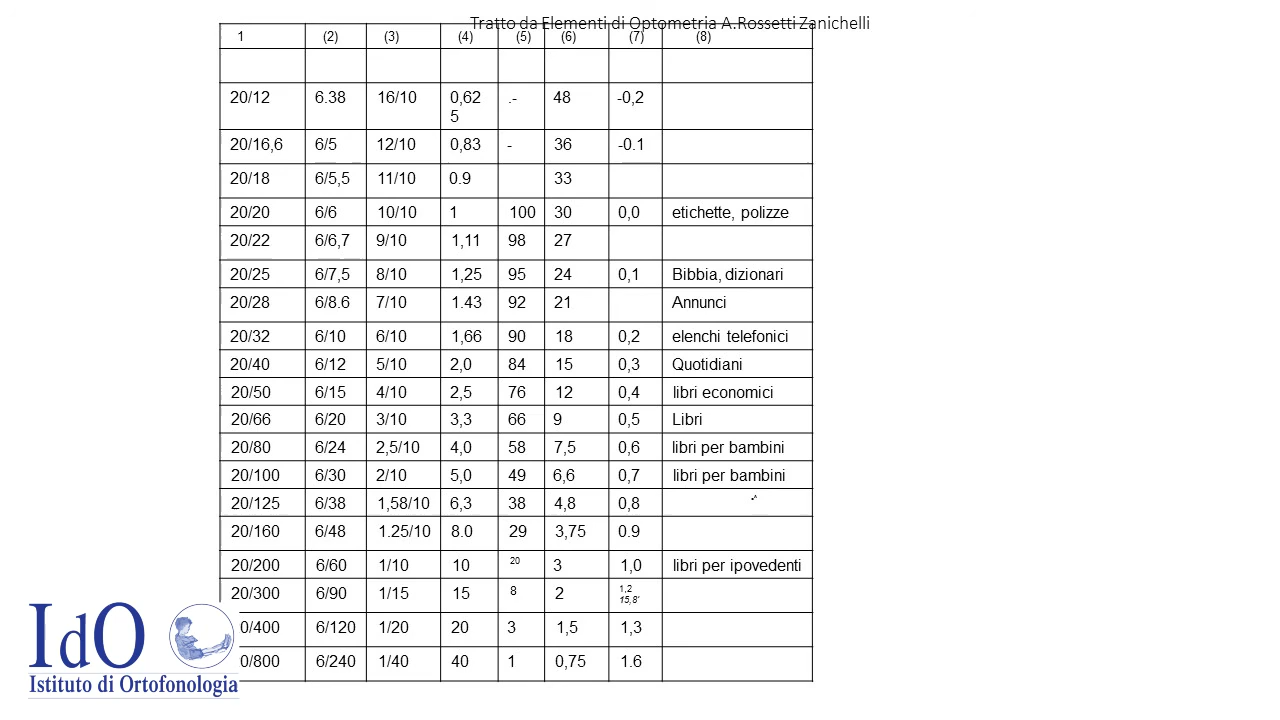 Tratto da Elementi di Optometria A.Rossetti Zanichelli
1 (2) (3) (4) (5) (6) (7) (8)
20/12 6.38 16/10 0,62 .- 48 -0,2
5
20/16,6 6/5 12/10 0,83 - 36 -0.1
20/18 6/5,5 11/10 0.9 33
20/20 6/6 10/10 1 100 30 0,0 etichette, polizze
20/22 6/6,7 9/10 1,11 98 27
20/25 6/7,5 8/10 1,25 95 24 0,1 Bibbia, dizionari
20/28 6/8.6 7/10 1.43 92 21 Annunci
20/32 6/10 6/10 1,66 90 18 0,2 elenchi telefonici
20/40 6/12 5/10 2,0 84 15 0,3 Quotidiani
20/50 6/15 4/10 2,5 76 12 0,4 libri economici
20/66 6/20 3/10 3,3 66 9 0,5 Libri
20/80 6/24 2,5/10 4,0 58 7,5 0,6 libri per bambini
20/100 6/30 2/10 5,0 49 6,6 0,7 libri per bambini
20/125 6/38 1,58/10 6,3 38 4,8 0,8
20/160 6/48 1.25/10 8.0 29 3,75 0.9
20/200 6/60 1/10 10 20 3 1,0 libri per ipovedenti
20/300 6/90 1/15 15 8 2 1,2
15,8'
0/400 6/120 1/20 20 3 1,5 1,3
0/800 6/240 1/40 40 1 0,75 1.6
IdO
Istituto di Ortofonologia